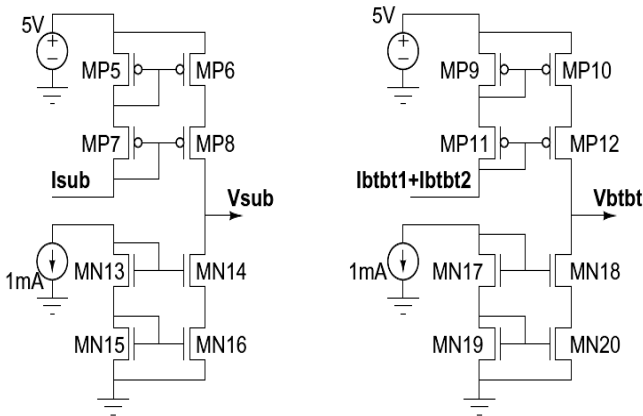 5V
+
−
MP5
MP6
MP7
MP8
Isub
Vsub
1mA
MN13
MN14
MN15
MN16
5V
+
−
MP9
MP10
MP11
MP12
Ibtbt1+Ibtbt2
Vbtbt
1mA
MN17
MN18
MN19
MN20